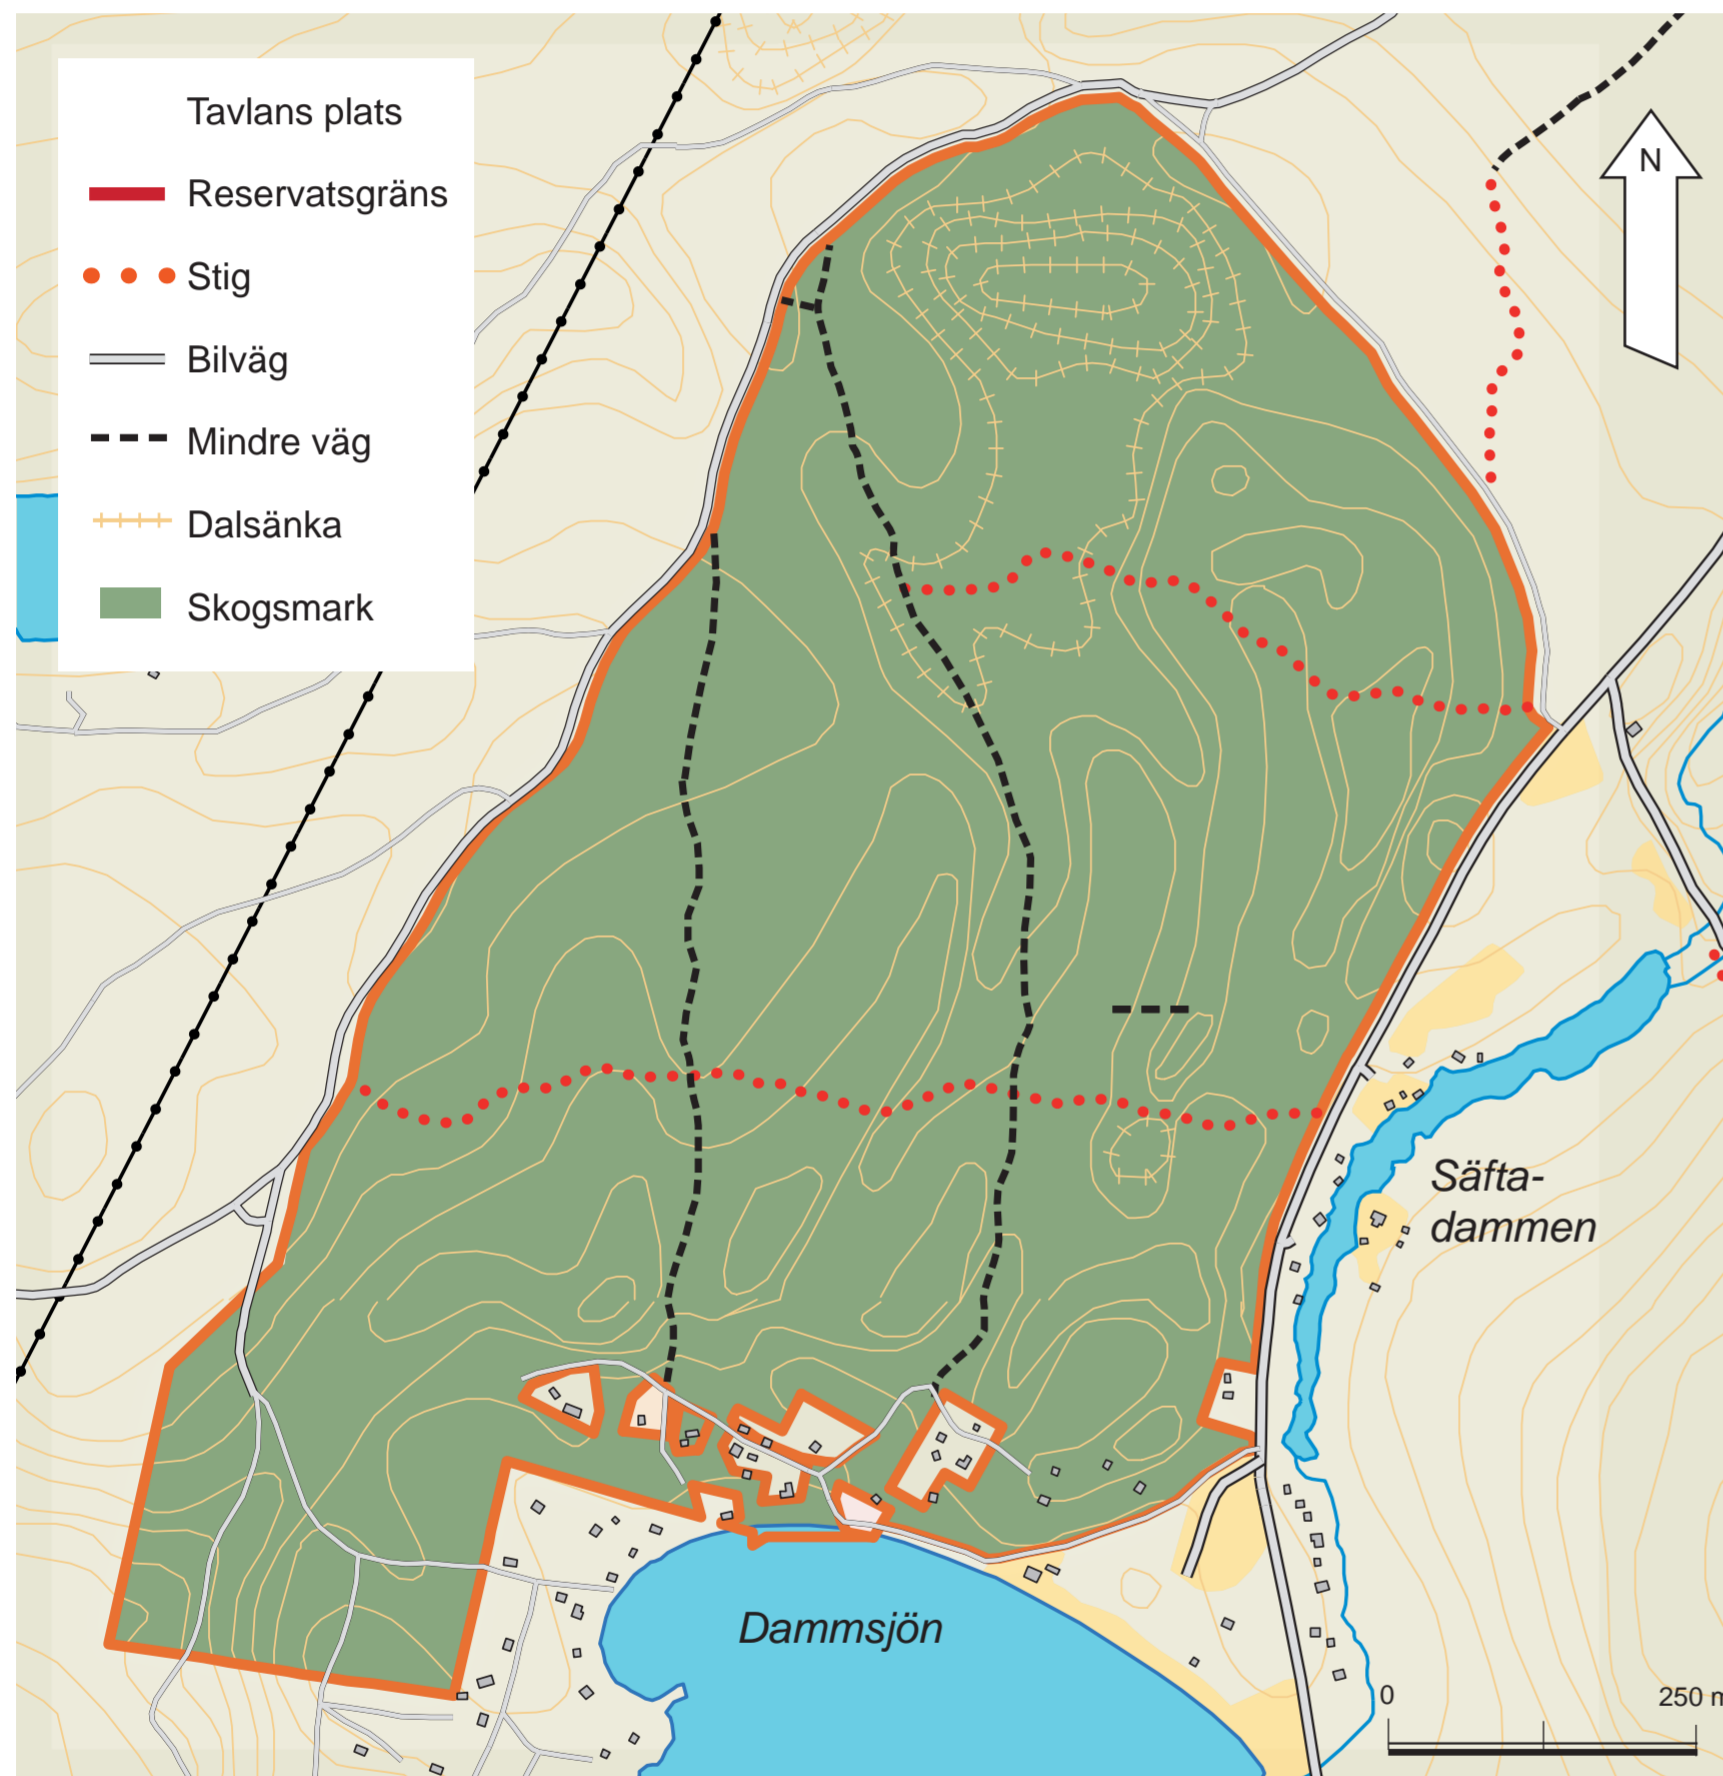 Tavlans plats
Reservatsgräns
Stig
Bilväg
Mindre väg
Dalsänka
Skogsmark
N
Säfta-
dammen
Dammsjön
0
250 m